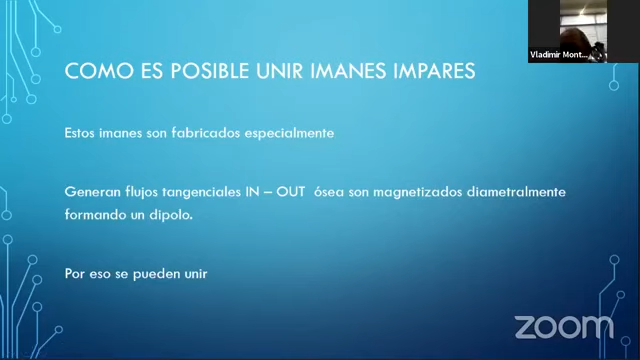 Vladimir Mont...
COMO ES POSIBLE UNIR IMANES IMPARES
Estos imanes son fabricados especialmente
Generan flujos tangenciales IN – OUT ósea son magnetizados diametralmente
formando un dipolo.
Por eso se pueden unir
zoom